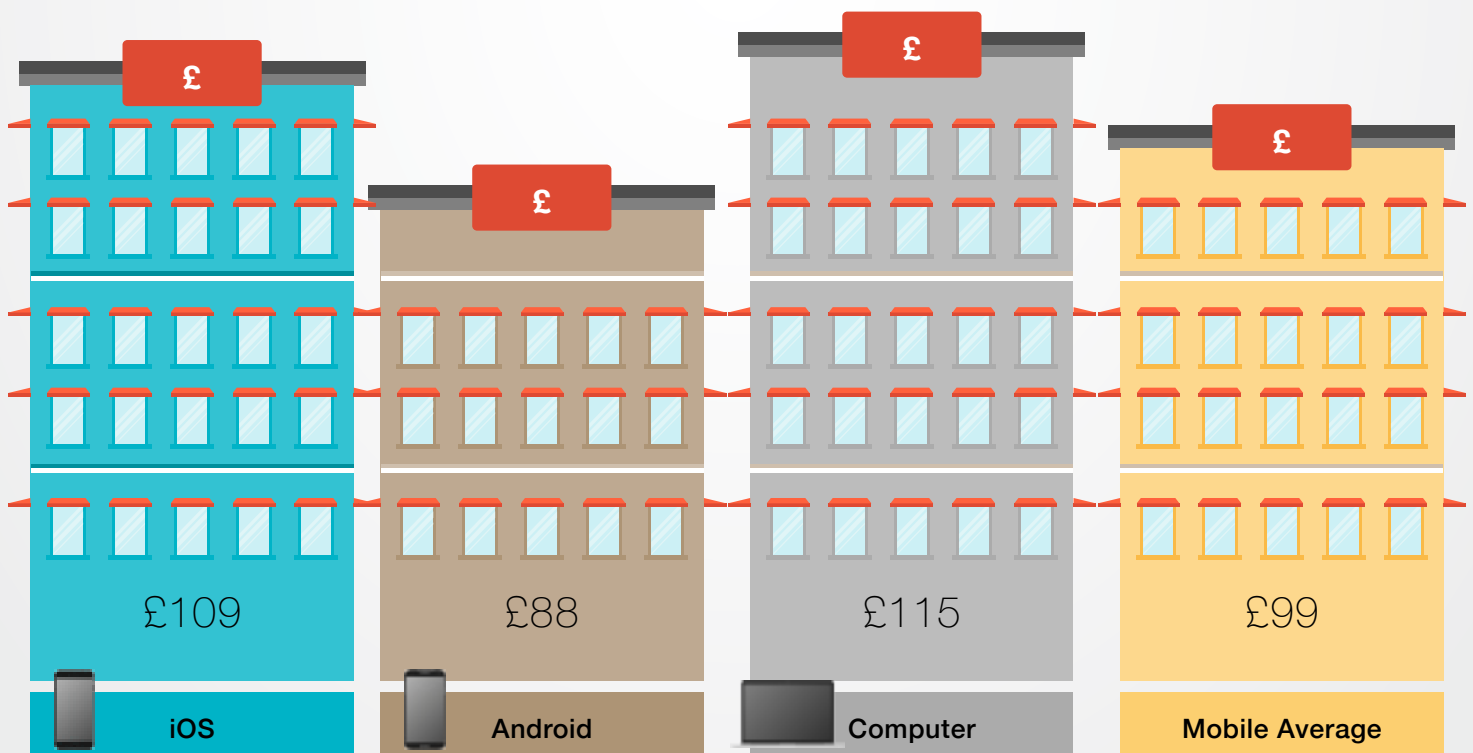 £
£
£
£
£109
£88
£115
£99
iOS
Android
Computer
Mobile Average